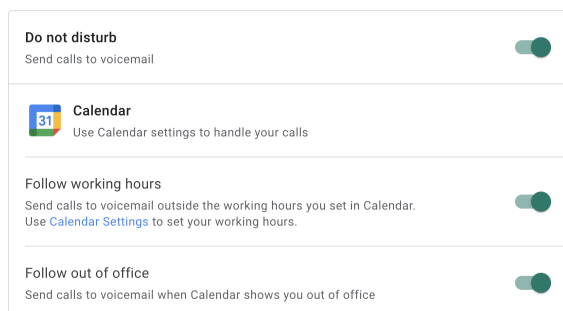 Do not disturb
Send calls to voicemail
31
Calendar
Use Calendar settings to handle your calls
Follow working hours
Send calls to voicemail outside the working hours you set in Calendar.
Use Calendar Settings to set your working hours.
Follow out of office
Send calls to voicemail when Calendar shows you out of office